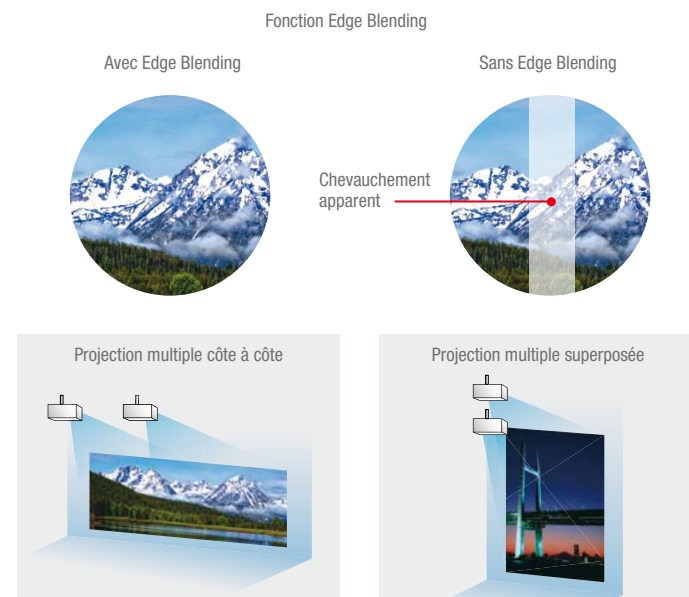 Fonction Edge Blending
Avec Edge Blending
Sans Edge Blending
Chevauchement
apparent
Projection multiple côte à côte
Projection multiple superposée